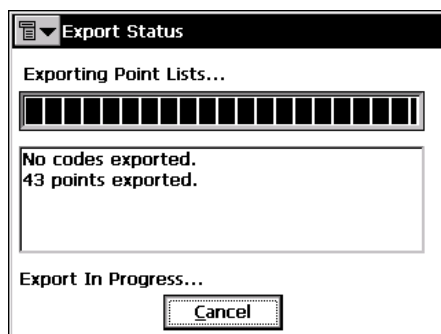 Export Status
Exporting Point Lists...
No codes exported.
43 points exported.
Export In Progress...
Cancel